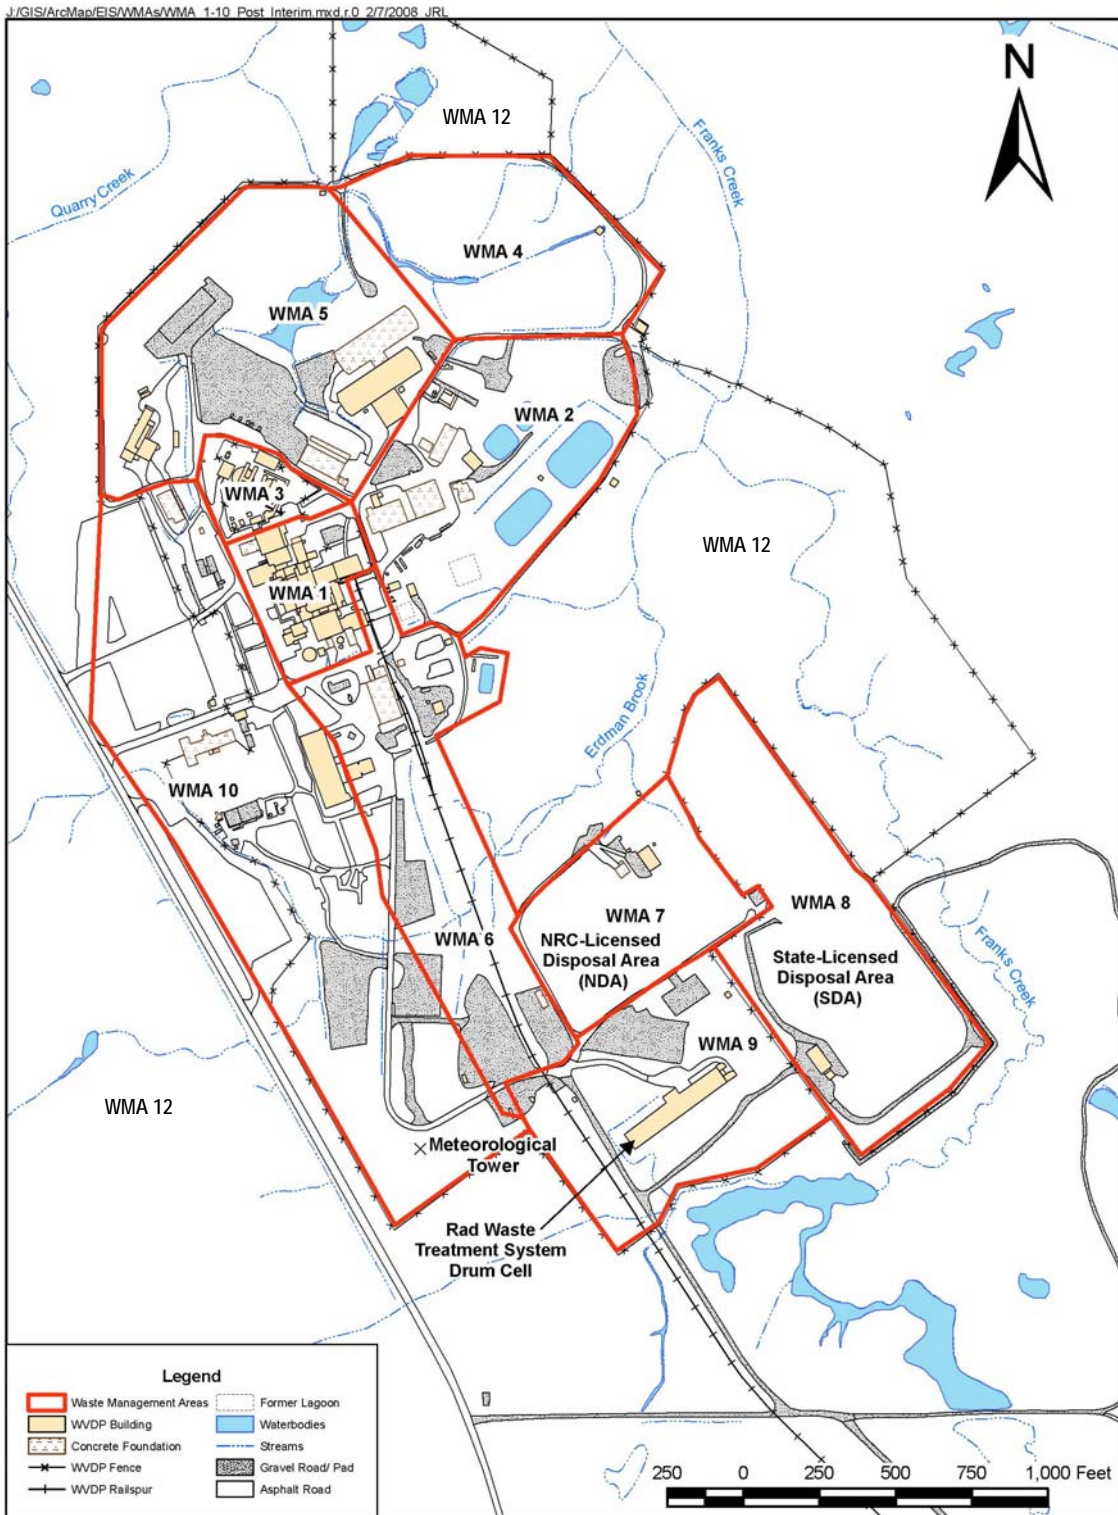 J:/GIS/ArcMap/EIS/WMAs/WMA_1-10_Post_Interim.mxd.r.0_2/7/2008_JRL
N
WMA 12
Franks Creek
Quarry Creek
WMA 4
WMA 5
WMA 2
WMA 3
WMA 12
WMA 1
Erdman Brook
WMA 10
WMA 7
NRC-Licensed
Disposal Area
(NDA)
WMA 8
State-Licensed
Disposal Area
(SDA)
WMA 6
Franks Creek
WMA 9
WMA 12
Meteorological
Tower
Rad Waste
Treatment System
Drum Cell
Legend
Waste Management Areas
WVDP Building
Concrete Foundation
WVDP Fence
WVDP Railspur
Former Lagoon
Waterbodies
Streams
Gravel Road/ Pad
Asphalt Road
250 0 250 500 750 1,000 Feet